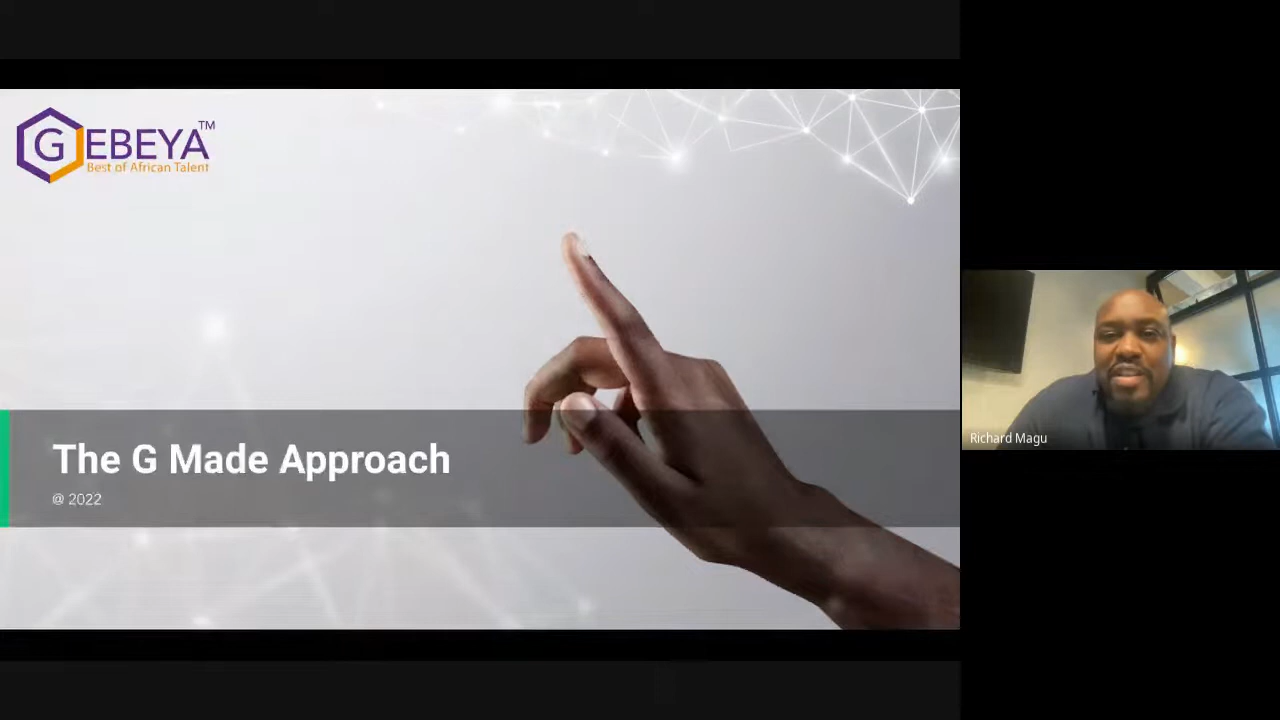 GEBEYA™
Best of African Talent
The G Made Approach
@ 2022
Richard Magu